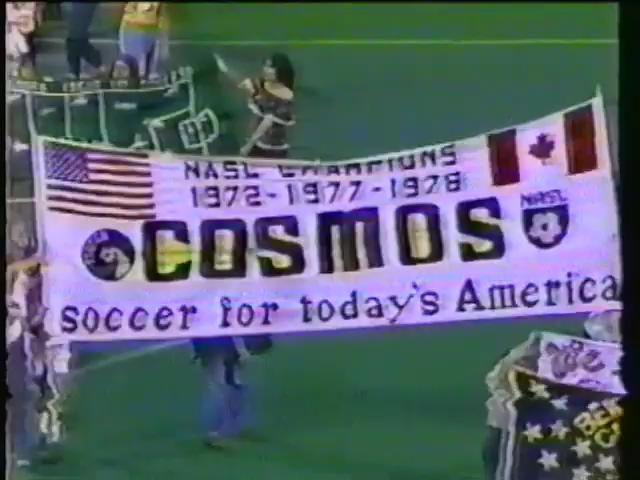 NASL CHAMPIONS
1972-1977-1978
COSMOS
NASL
soccer for today's America